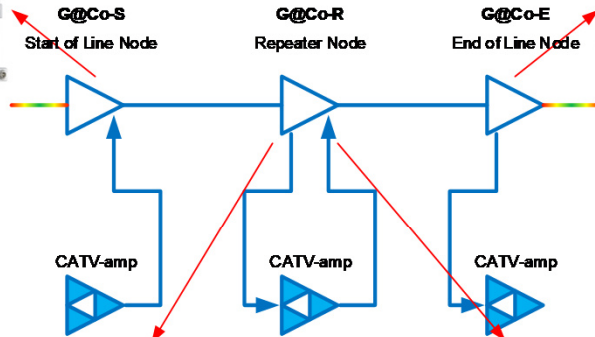 G@Co-S
G@Co-R
G@Co-E
Start of Line Node
Repeater Node
End of Line Node
CATV-amp
CATV-amp
CATV-amp